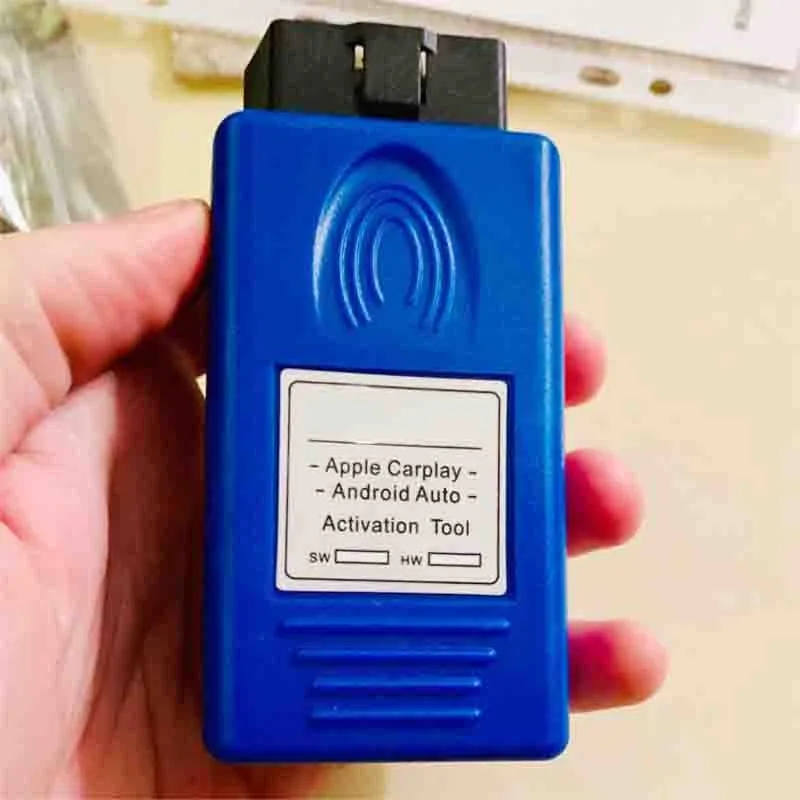 - Apple Carplay -
- Android Auto -
Activation Tool
SW HW